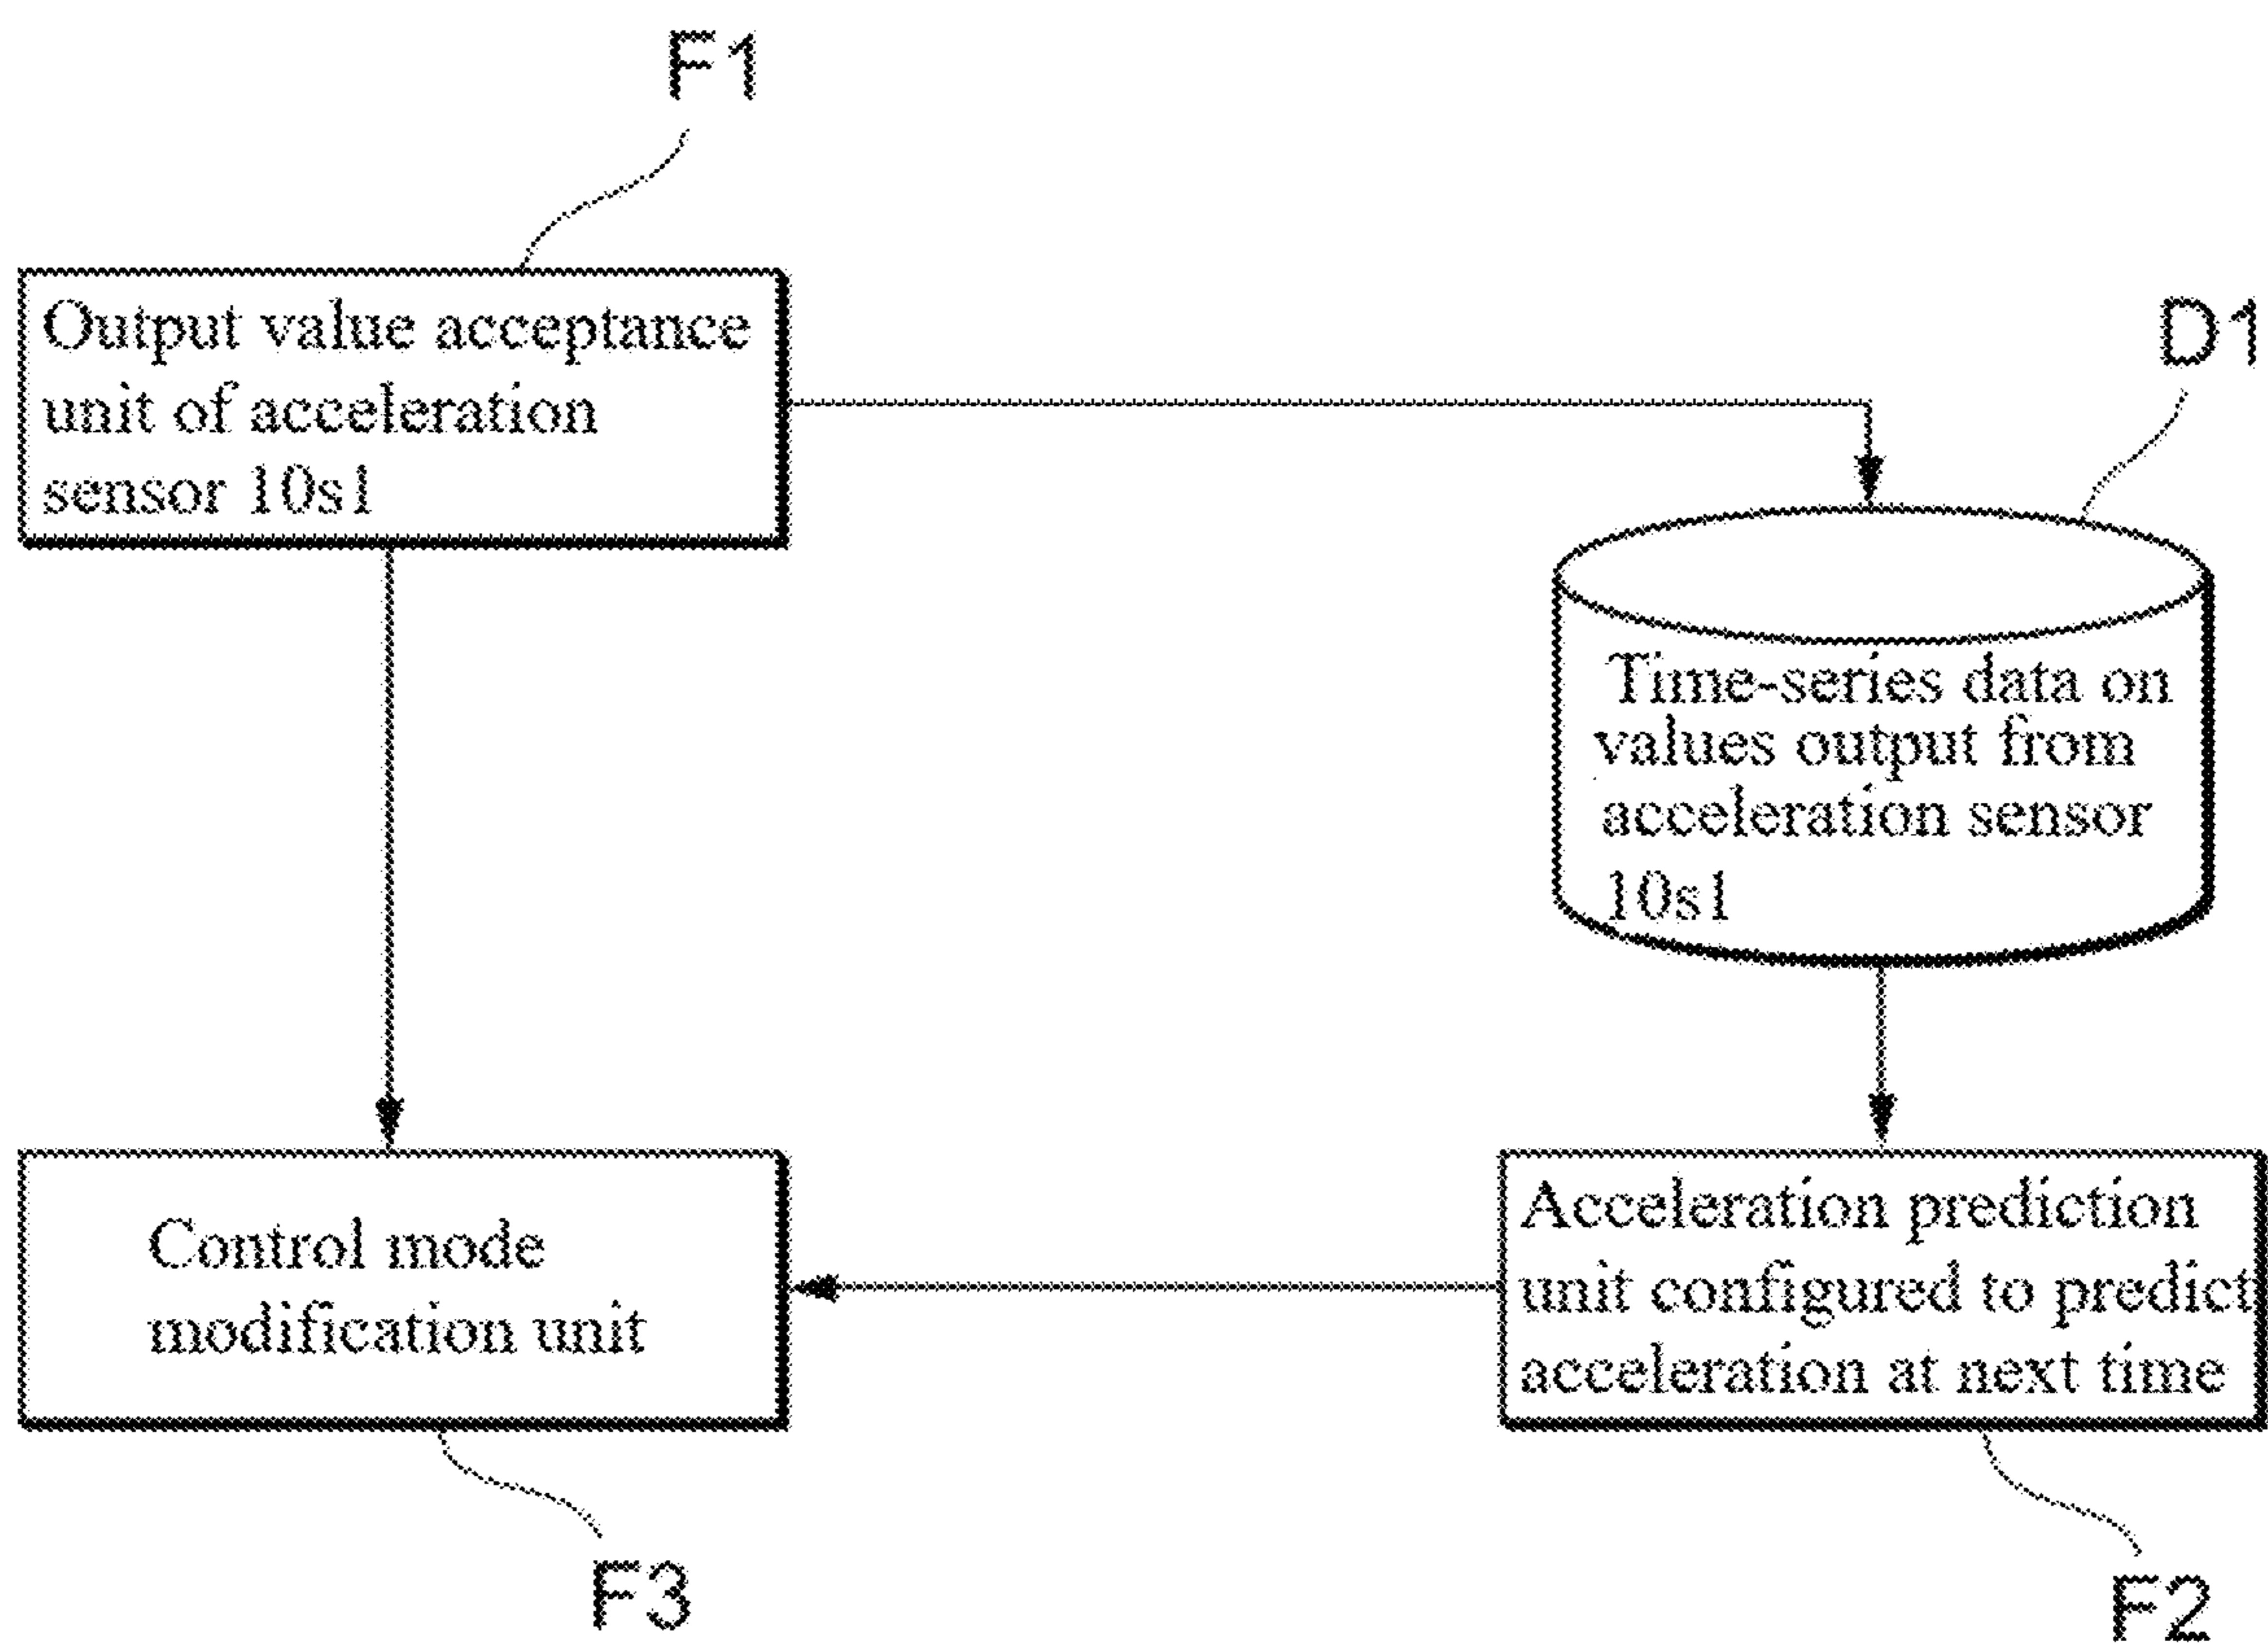 F1
Output value acceptance
unit of acceleration
sensor 10s1
D1
Time-series data on
values output from
acceleration sensor
10s1
Control mode
modification unit
Acceleration prediction
unit configured to predict
acceleration at next time
F3
F2